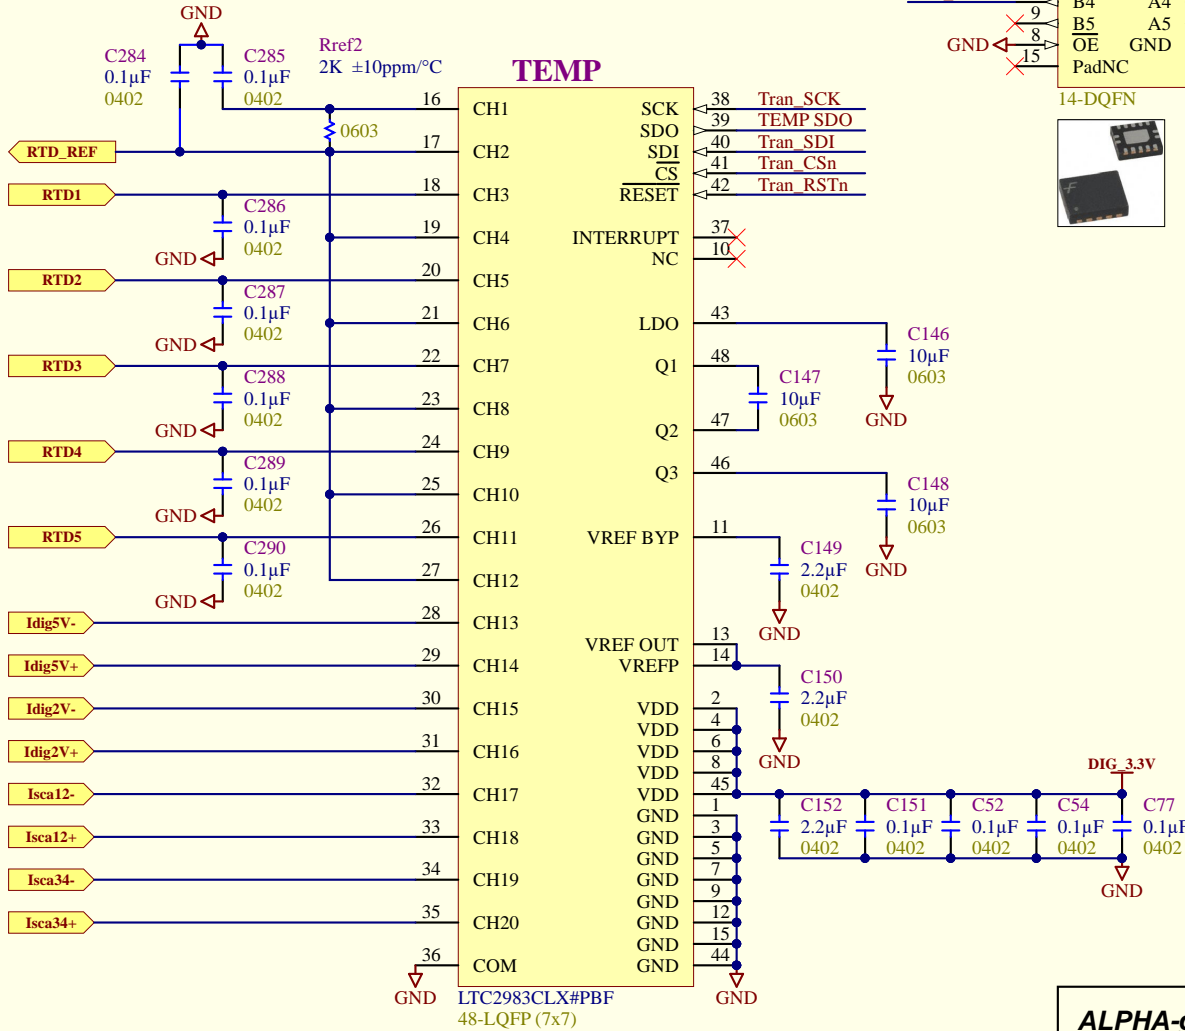 GND
C284
0.1µF
0402
C285
0.1µF
0402
Rref2
2K ±10ppm/°C
0603
TEMP
RTD_REF
RTD1
C286
0.1µF
0402
GND
RTD2
C287
0.1µF
0402
GND
RTD3
C288
0.1µF
0402
GND
RTD4
C289
0.1µF
0402
GND
RTD5
C290
0.1µF
0402
GND
Idig5V-
Idig5V+
Idig2V-
Idig2V+
Isca12-
Isca12+
Isca34-
Isca34+
GND
16 CH1
17 CH2
18 CH3
19 CH4
20 CH5
21 CH6
22 CH7
23 CH8
24 CH9
25 CH10
26 CH11
27 CH12
28 CH13
29 CH14
30 CH15
31 CH16
32 CH17
33 CH18
34 CH19
35 CH20
36 COM
SCK 38 Tran_SCK
SDO 39 TEMP SDO
SDI 40 Tran_SDI
CS 41 Tran_CSn
RESET 42 Tran_RSTn
INTERRUPT 37
NC 10
LDO 43
Q1 48
Q2 47
Q3 46
VREF BYP 11
VREF OUT 13
VREFP 14
VDD 2
VDD 4
VDD 6
VDD 8
VDD 45
GND 1
GND 3
GND 5
GND 7
GND 9
GND 12
GND 15
GND 44
GND
LTC2983CLX#PBF
48-LQFP (7x7)
C146
10µF
0603
GND
C147
10µF
0603
C148
10µF
0603
GND
C149
2.2µF
0402
GND
C150
2.2µF
0402
GND
DIG_3.3V
C152
2.2µF
0402
C151
0.1µF
0402
C52
0.1µF
0402
C54
0.1µF
0402
C77
0.1µF
0402
GND
B4 A4
9 B5 A5
GND 8 OE GND
15 PadNC
14-DQFN
ALPHA-